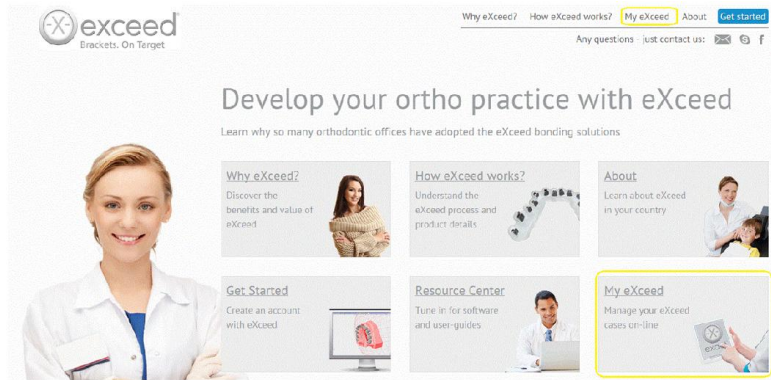 exceed
Brackets. On Target
Why eXceed? How eXceed works? My eXceed About Get started
Any questions - just contact us:
Develop your ortho practice with eXceed
Learn why so many orthodontic offices have adopted the eXceed bonding solutions
Why eXceed?
Discover the
benefits and value of
eXceed
How eXceed works?
Understand the
eXceed process and
product details
About
Learn about eXceed
in your country
Get Started
Create an account
with eXceed
Resource Center
Tune in for software
and user-guides
My eXceed
Manage your eXceed
cases on-line